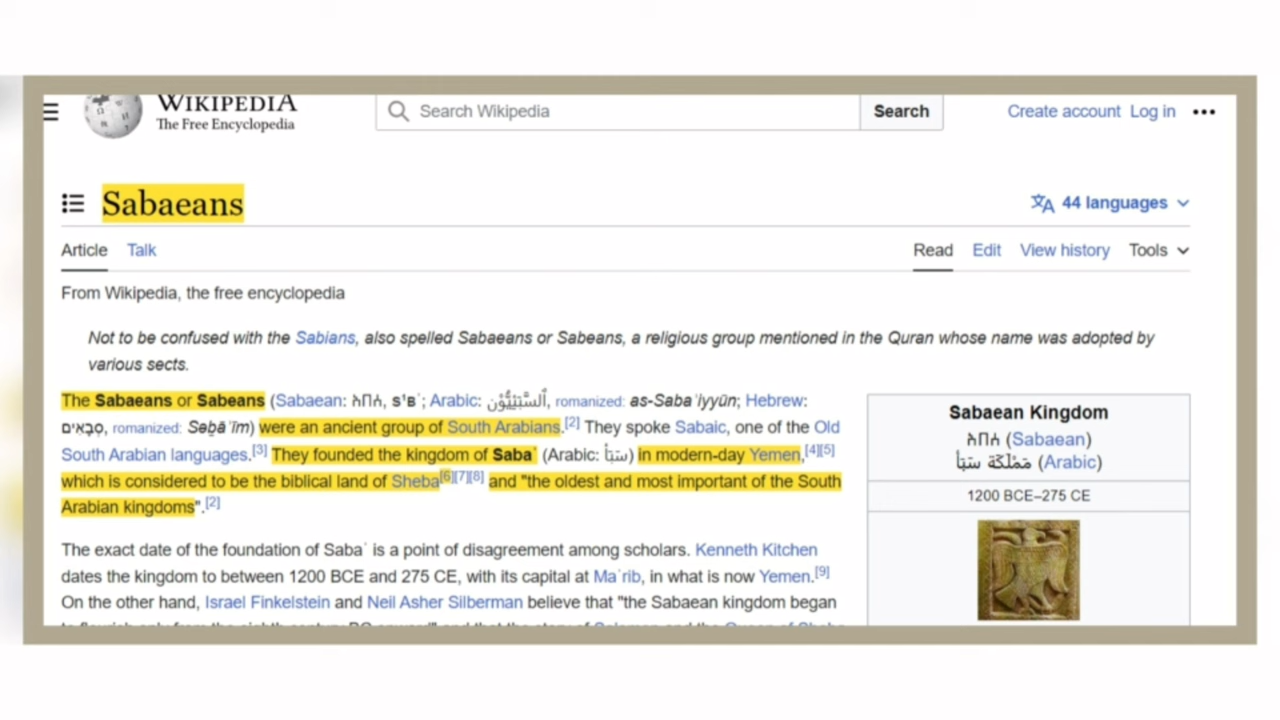 WIKIPEDIA
The Free Encyclopedia
Search Wikipedia
Search
Create account Log in
Sabaeans
44 languages
Article Talk
Read Edit View history Tools
From Wikipedia, the free encyclopedia
Not to be confused with the Sabians, also spelled Sabaeans or Sabeans, a religious group mentioned in the Quran whose name was adopted by
various sects.
The Sabaeans or Sabeans (Sabaean: 𐩪𐩨𐩱, Arabic: ٱلسَّبَئِيُّوْن, romanized: as-Sabaʾiyyūn; Hebrew:
סְבָאִים, romanized: Səḇāʾīm) were an ancient group of South Arabians.[2] They spoke Sabaic, one of the Old
South Arabian languages.[3] They founded the kingdom of Sabaʾ (Arabic: سَبَأ) in modern-day Yemen,[4][5]
which is considered to be the biblical land of Sheba[6][7][8] and "the oldest and most important of the South
Arabian kingdoms".[2]
The exact date of the foundation of Sabaʾ is a point of disagreement among scholars. Kenneth Kitchen
dates the kingdom to between 1200 BCE and 275 CE, with its capital at Maʾrib, in what is now Yemen.[9]
On the other hand, Israel Finkelstein and Neil Asher Silberman believe that "the Sabaean kingdom began
Sabaean Kingdom
𐩪𐩨𐩱 (Sabaean)
مَمْلَكَة سَبَأ (Arabic)
1200 BCE–275 CE